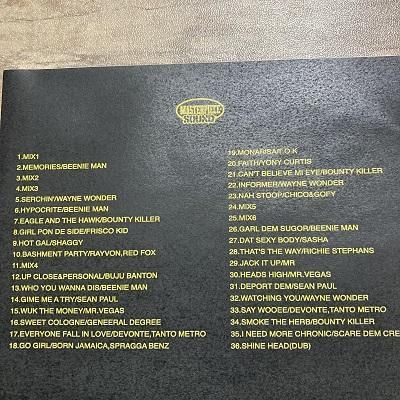 MASTERPIECE
SOUND
1.MIX1
2.MEMORIES/BEENIE MAN
3.MIX2
4.MIX3
5.SERCHIN'/WAYNE WONDER
6.HYPOCRITE/BEENIE MAN
7.EAGLE AND THE HAWK/BOUNTY KILLER
8.GIRL PON DE SIDE/FRISCO KID
9.HOT GAL/SHAGGY
10.BASHMENT PARTY/RAYVON,RED FOX
11.MIX4
12.UP CLOSE&PERSONAL/BUJU BANTON
13.WHO YOU WANNA DIS/BEENIE MAN
14.GIME ME A TRY/SEAN PAUL
15.WUK THE MONEY/MR.VEGAS
16.SWEET COLOGNE/GENEERAL DEGREE
17.EVERYONE FALL IN LOVE/DEVONTE,TANTO METRO
18.GO GIRL/BORN JAMAICA,SPRAGGA BENZ
19.MONARISA/T.O.K
20.FAITH/YONY CURTIS
21.CAN'T BELIEVE MI EYE/BOUNTY KILLER
22.INFORMER/WAYNE WONDER
23.NAH STOOP/CHICO&GOFY
24.MIX5
25.MIX6
26.GARL DEM SUGOR/BEENIE MAN
27.DAT SEXY BODY/SASHA
28.THAT'S THE WAY/RICHIE STEPHANS
29.JACK IT UP/MR
30.HEADS HIGH/MR.VEGAS
31.DEPORT DEM/SEAN PAUL
32.WATCHING YOU/WAYNE WONDER
33.SAY WOOEE/DEVONTE,TANTO METRO
34.SMOKE THE HERB/BOUNTY KILLER
35.I NEED MORE CHRONIC/SCARE DEM CRE
36.SHINE HEAD(DUB)